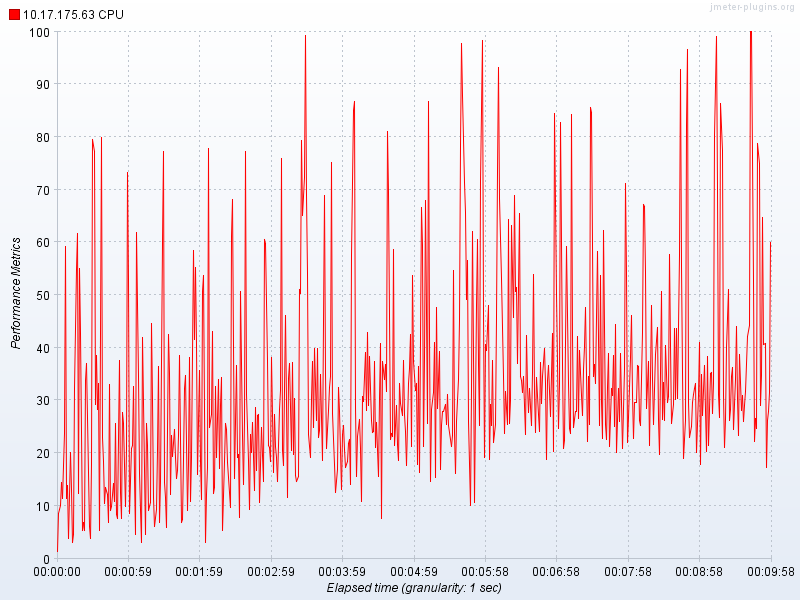 jmeter-plugins.org
10.17.175.63 CPU
100
90
80
70
60
50
40
30
20
10
0
Performance Metrics
00:00:00 00:00:59 00:01:59 00:02:59 00:03:59 00:04:59 00:05:58 00:06:58 00:07:58 00:08:58 00:09:58
Elapsed time (granularity: 1 sec)